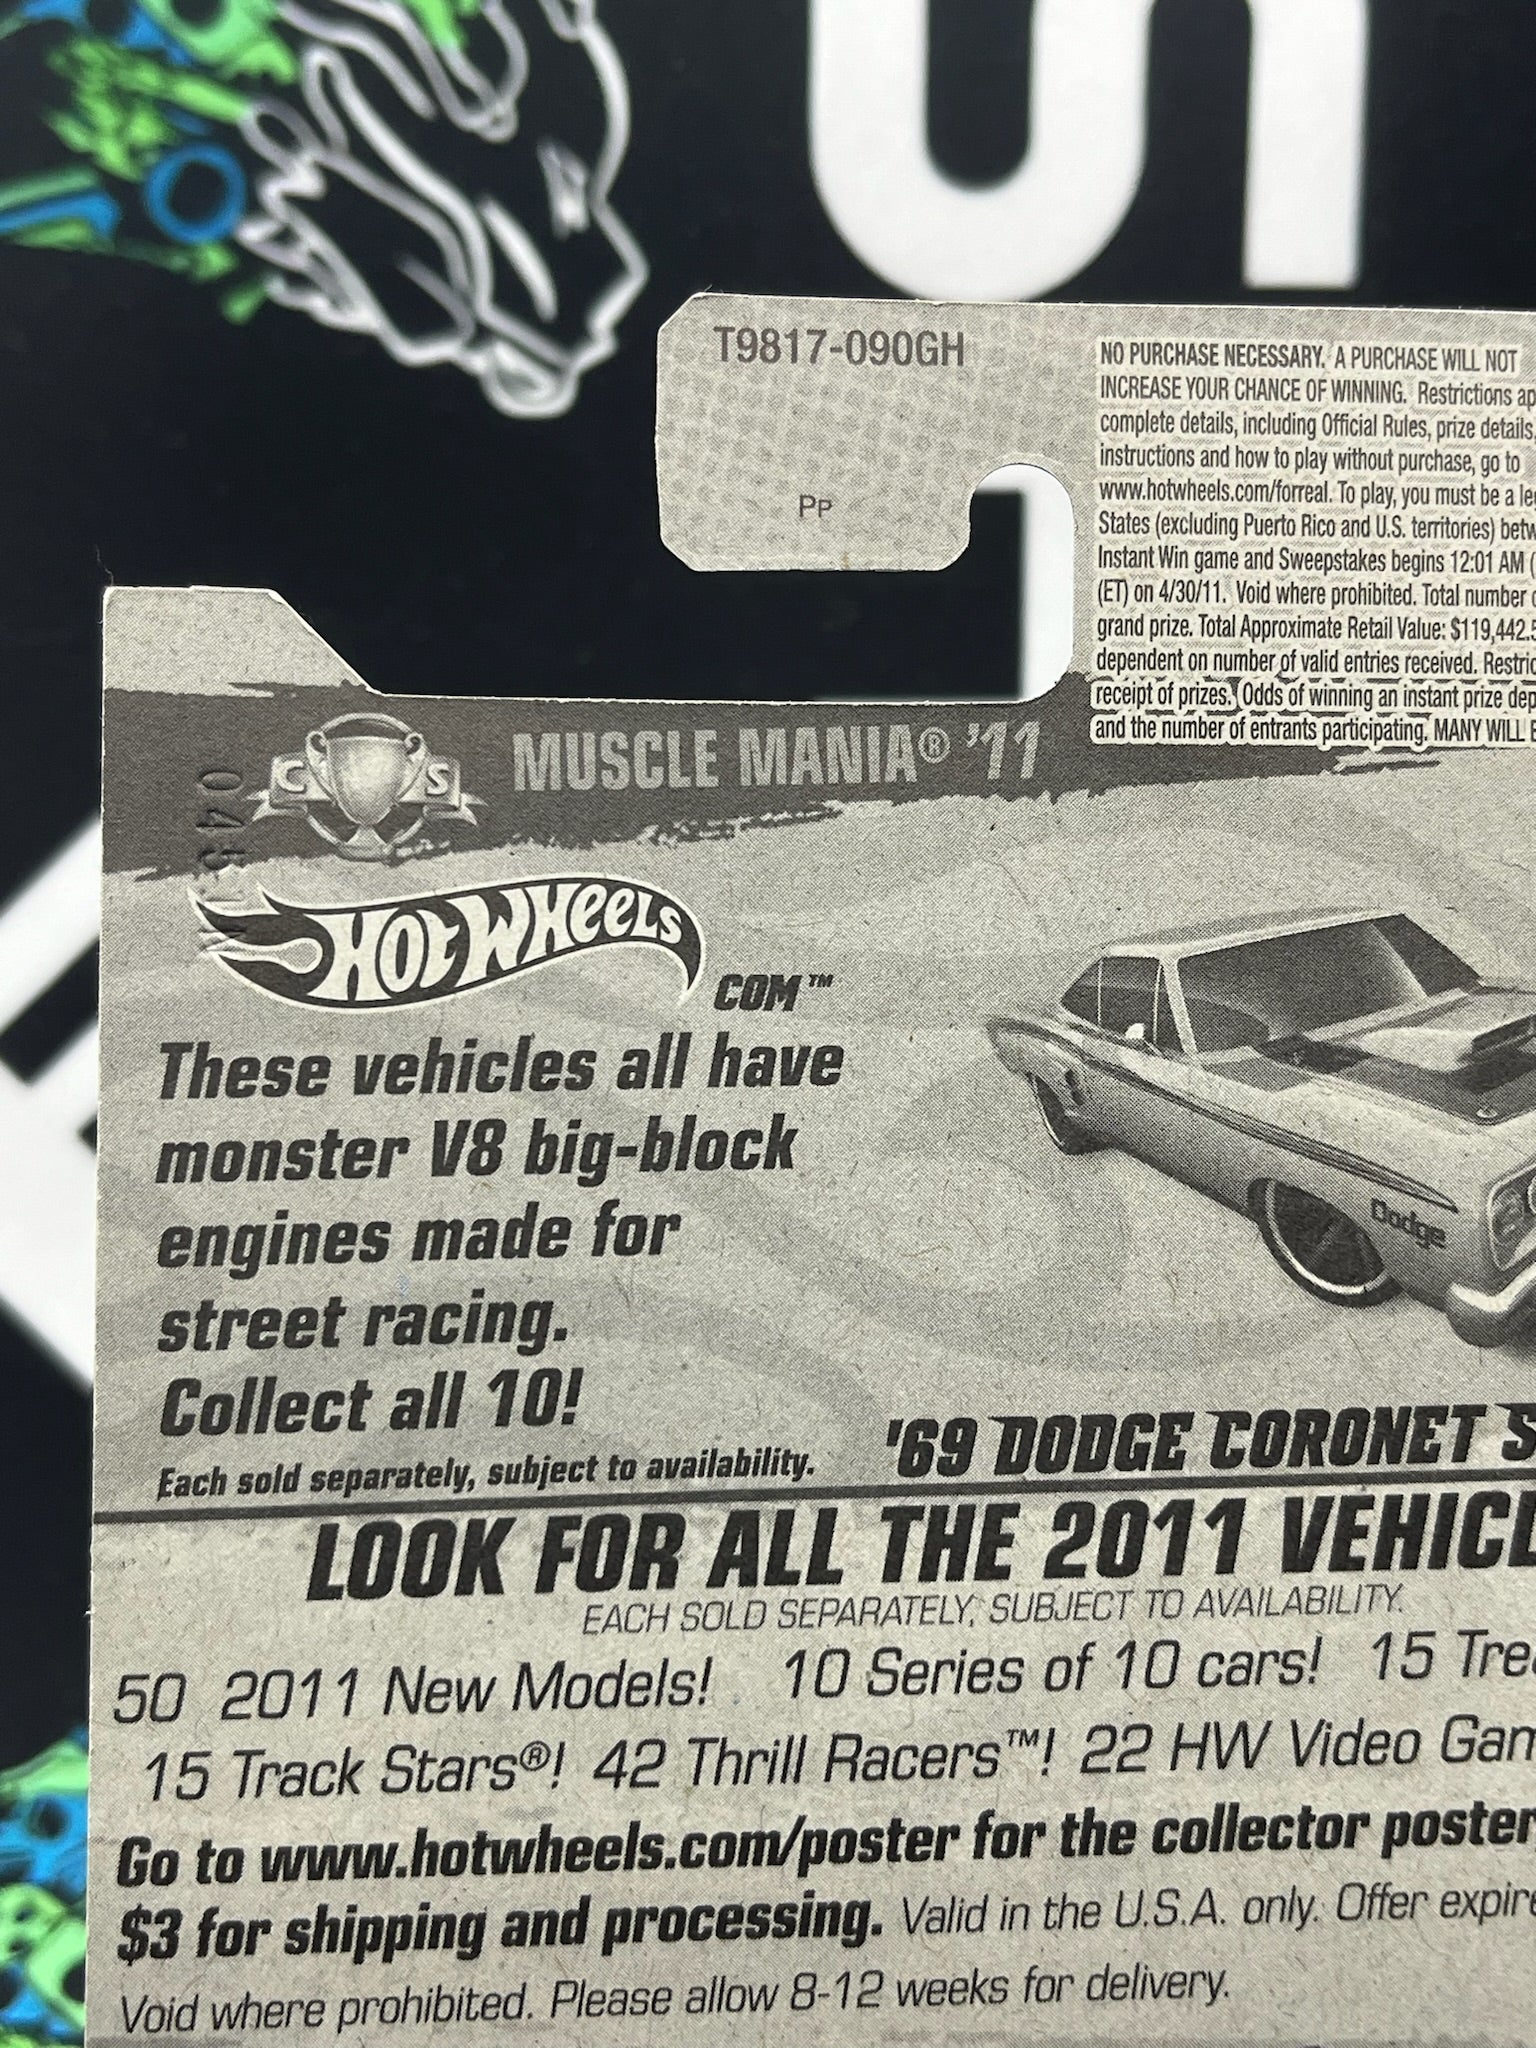 T9817-090GH
PP
NO PURCHASE NECESSARY. A PURCHASE WILL NOT
INCREASE YOUR CHANCE OF WINNING. Restrictions
complete details, including Official Rules, prize details,
instructions and how to play without purchase, go to
www.hotwheels.com/forreal. To play, you must be a
States (excluding Puerto Rico and U.S. territories)
Instant Win game and Sweepstakes begins 12:01 AM (
(ET) on 4/30/11. Void where prohibited. Total number
grand prize. Total Approximate Retail Value: $119,442.5
dependent on number of valid entries received.
receipt of prizes. Odds of winning an instant prize
and the number of entrants participating. MANY WILL
C S
MUSCLE MANIA® '11
HOT WHEELS
COM™
These vehicles all have
monster V8 big-block
engines made for
street racing.
Collect all 10!
Each sold separately, subject to availability.
Dodge
'69 DODGE CORONET S
LOOK FOR ALL THE 2011 VEHICL
EACH SOLD SEPARATELY, SUBJECT TO AVAILABILITY.
50 2011 New Models! 10 Series of 10 cars! 15 Trea
15 Track Stars®! 42 Thrill Racers™! 22 HW Video Gam
Go to www.hotwheels.com/poster for the collector poster
$3 for shipping and processing. Valid in the U.S.A. only. Offer expire
Void where prohibited. Please allow 8-12 weeks for delivery.